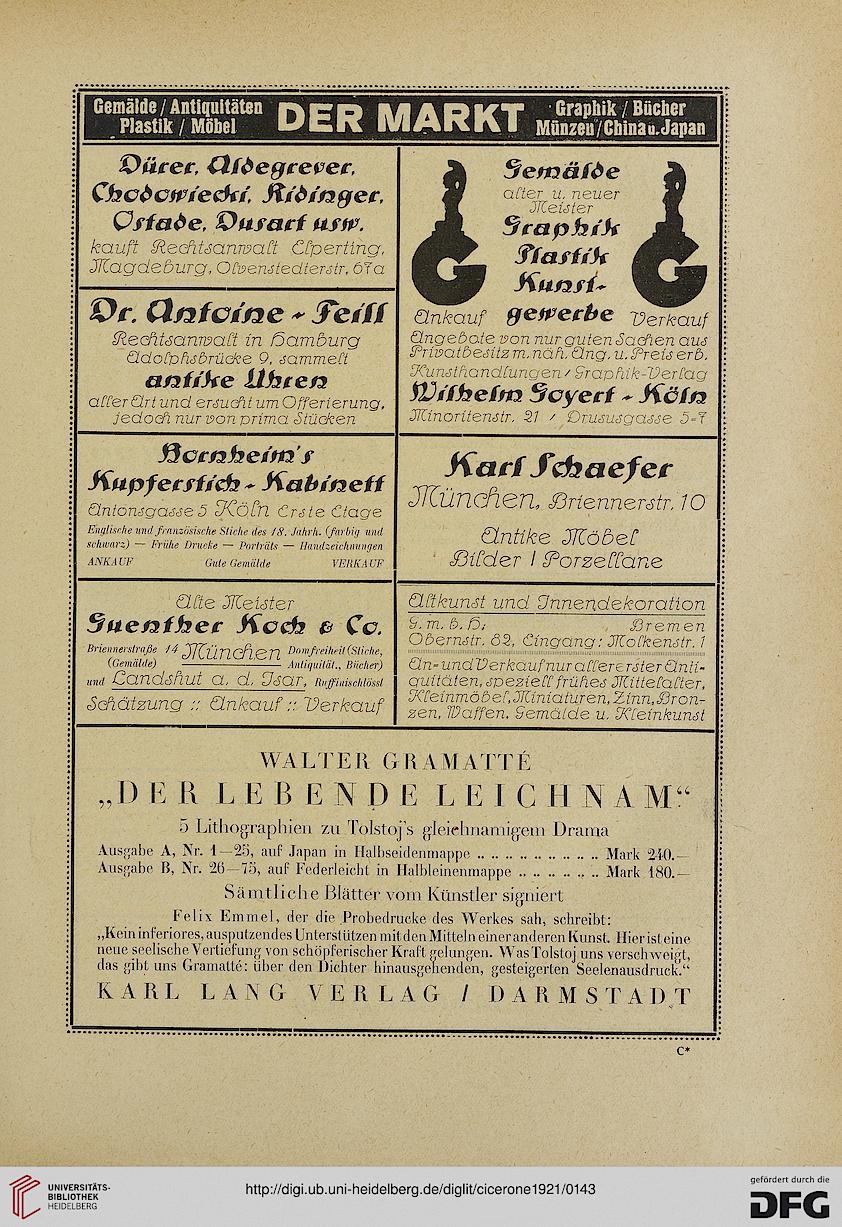 Gemälde / Antiquitäten
Plastik / Möbel
DER MARKT
Graphik / Bücher
Münzen / China u. Japan
Dürer, Aldegrever,
Chodowiecki, Ridinger,
Ostade, Dusart usw.
kauft Rechtsanwalt Elperting,
Magdeburg, Olvenstedterstr. 67a
Dr. Antoine-Feill
Rechtsanwalt in Hamburg
Adolphsbrücke 9, sammelt
antike Uhren
aller Art und ersucht um Offerierung,
jedoch nur von prima Stücken
Bornheim's
Kupferstich-Kabinett
Antonsgasse 5 Köln Erste Etage
Englische und französische Stiche des 18. Jahrh. (farbig und
schwarz) — Frühe Drucke — Porträts — Handzeichnungen
ANKAUF Gute Gemälde VERKAUF
Alte Meister
Guenther Koch & Co.
Briennerstraße 14 München Domfreiheit (Stiche,
(Gemälde) Antiquität., Bücher)
und Landshut a. d. Isar, Ruffinischlössl
Schätzung :: Ankauf :: Verkauf
Gemälde
alter u. neuer
Meister
Graphik
Plastik
Kunst-
Ankauf gewerbe Verkauf
Angebote von nur guten Sachen aus
Privatbesitz m. näh. Ang. u. Preis erb.
Kunsthandlungen / Graphik-Verlag
Wilhelm Goyert - Köln
Minoritenstr. 21 / Drususgasse 5-7
Karl Schaefer
München, Briennerstr. 10
Antike Möbel
Bilder / Porzellane
Altkunst und Innendekoration
G. m. b. H. Bremen
Obernstr. 82, Eingang: Molkenstr. 1
An- und Verkauf nur allererster Anti-
quitäten, speziell frühes Mittelalter,
Kleinmöbel, Miniaturen, Zinn, Bron-
zen, Waffen, Gemälde u. Kleinkunst
WALTER GRAMATTÉ
„DER LEBENDE LEICHNAM“
5 Lithographien zu Tolstoj's gleichnamigem Drama
Ausgabe A, Nr. 1—25, auf Japan in Halbseidenmappe .. .. .. .. .. .. Mark 240.—
Ausgabe B, Nr. 26—75, auf Federleicht in Halbleinenmappe .. .. .. .. Mark 180.—
Sämtliche Blätter vom Künstler signiert
Felix Emmel, der die Probedrucke des Werkes sah, schreibt:
„Kein inferiores, ausputzendes Unterstützen mit den Mitteln einer anderen Kunst. Hier ist eine
neue seelische Vertiefung von schöpferischer Kraft gelungen. Was Tolstoj uns verschweigt,
das gibt uns Gramatté: über den Dichter hinausgehenden, gesteigerten Seelenausdruck.“
KARL LANG VERLAG / DARMSTADT
C*
UNIVERSITÄTS-
BIBLIOTHEK
HEIDELBERG
http://digi.ub.uni-heidelberg.de/diglit/cicerone1921/0143
gefördert durch die
DFG